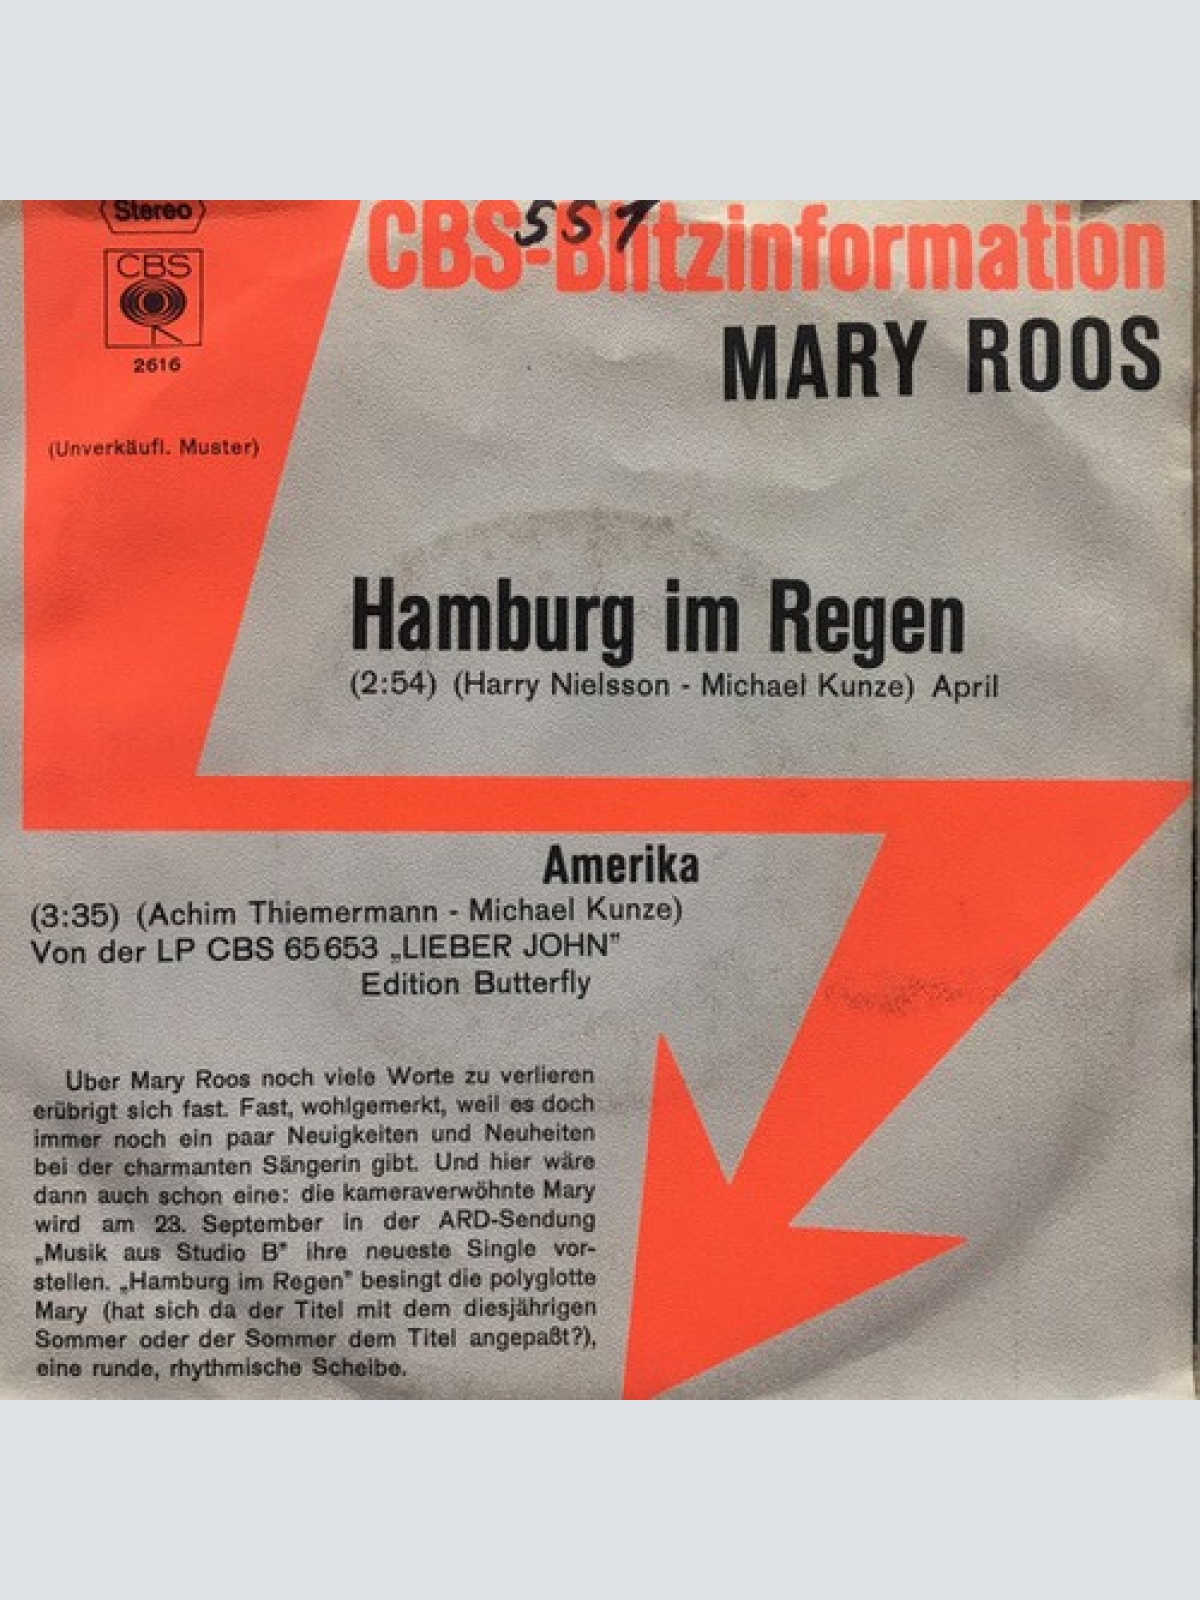 Stereo
CBS
2616
(Unverkäufl. Muster)
551
CBS-Blitzinformation
MARY ROOS
Hamburg im Regen
(2:54) (Harry Nielsson - Michael Kunze) April
Amerika
(3:35) (Achim Thiemermann - Michael Kunze)
Von der LP CBS 65653 „LIEBER JOHN"
Edition Butterfly
Uber Mary Roos noch viele Worte zu verlieren
erübrigt sich fast. Fast, wohlgemerkt, weil es doch
immer noch ein paar Neuigkeiten und Neuheiten
bei der charmanten Sängerin gibt. Und hier wäre
dann auch schon eine: die kameraverwöhnte Mary
wird am 23. September in der ARD-Sendung
„Musik aus Studio B" ihre neueste Single vor-
stellen. „Hamburg im Regen" besingt die polyglotte
Mary (hat sich da der Titel mit dem diesjährigen
Sommer oder der Sommer dem Titel angepaßt?),
eine runde, rhythmische Scheibe.